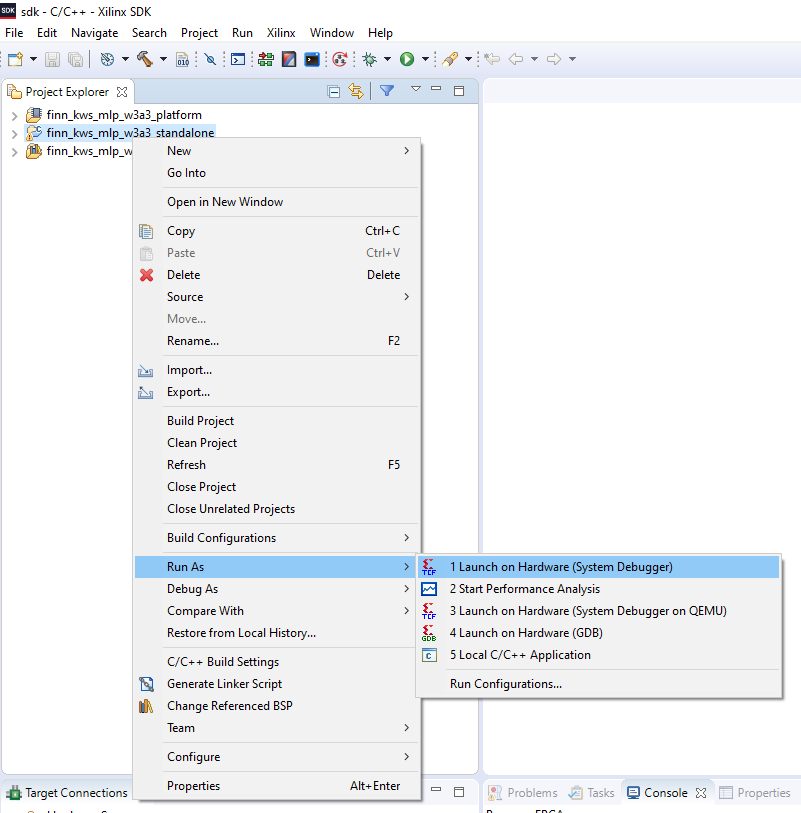 SDK sdk - C/C++ - Xilinx SDK
File Edit Navigate Search Project Run Xilinx Window Help
010
Project Explorer
finn_kws_mlp_w3a3_platform
finn_kws_mlp_w3a3_standalone
finn_kws_mlp_w
New
Go Into
Open in New Window
Copy Ctrl+C
Paste Ctrl+V
Delete Delete
Source
Move...
Rename... F2
Import...
Export...
Build Project
Clean Project
Refresh F5
Close Project
Close Unrelated Projects
Build Configurations
Run As
Debug As
Compare With
Restore from Local History...
C/C++ Build Settings
Generate Linker Script
Change Referenced BSP
Team
Configure
Properties Alt+Enter
TCF 1 Launch on Hardware (System Debugger)
2 Start Performance Analysis
TCF 3 Launch on Hardware (System Debugger on QEMU)
GDB 4 Launch on Hardware (GDB)
C 5 Local C/C++ Application
Run Configurations...
Target Connections
Problems Tasks Console Properties